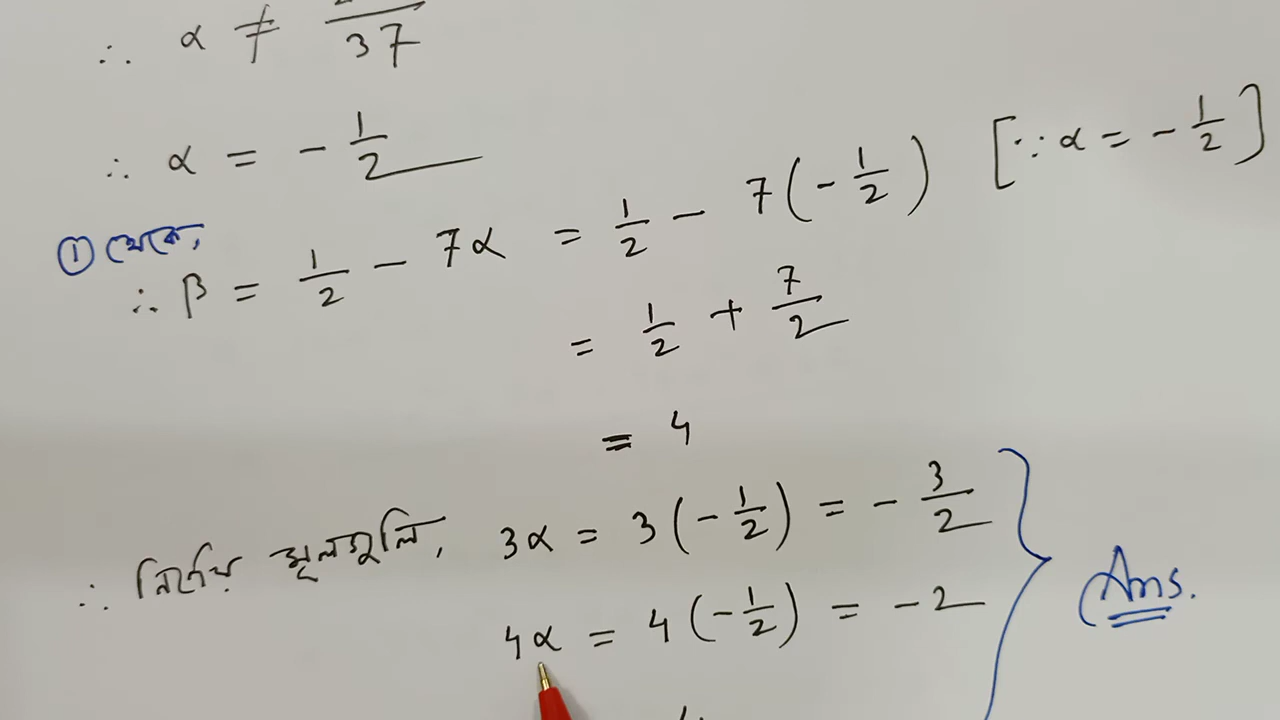 ∴ α ≠ /37
∴ α = - 1/2
① থেকে,
∴ β = 1/2 - 7α = 1/2 - 7(- 1/2) [∵ α = - 1/2]
= 1/2 + 7/2
= 4
∴ নির্ণেয় মূলগুলি, 3α = 3(- 1/2) = - 3/2
4α = 4(- 1/2) = - 2
Ans.